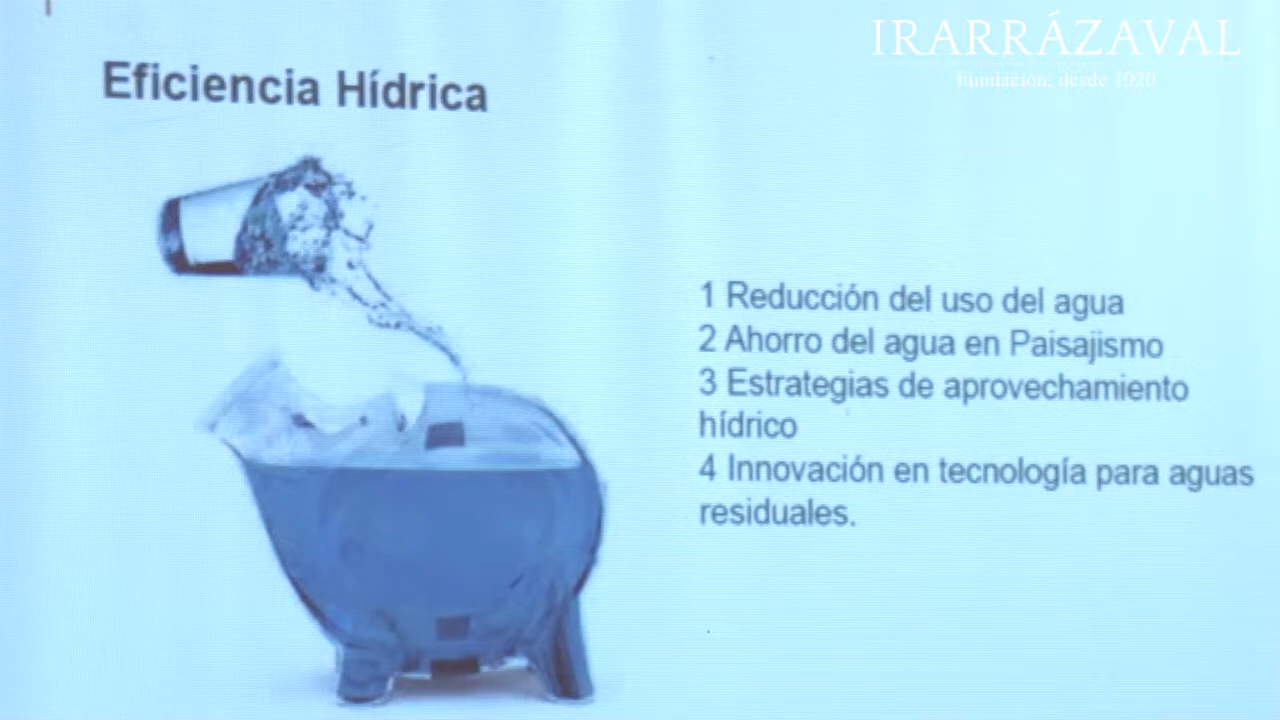 IRARRÁZAVAL
fundación, desde 1920
Eficiencia Hídrica
1 Reducción del uso del agua
2 Ahorro del agua en Paisajismo
3 Estrategias de aprovechamiento
hídrico
4 Innovación en tecnología para aguas
residuales.